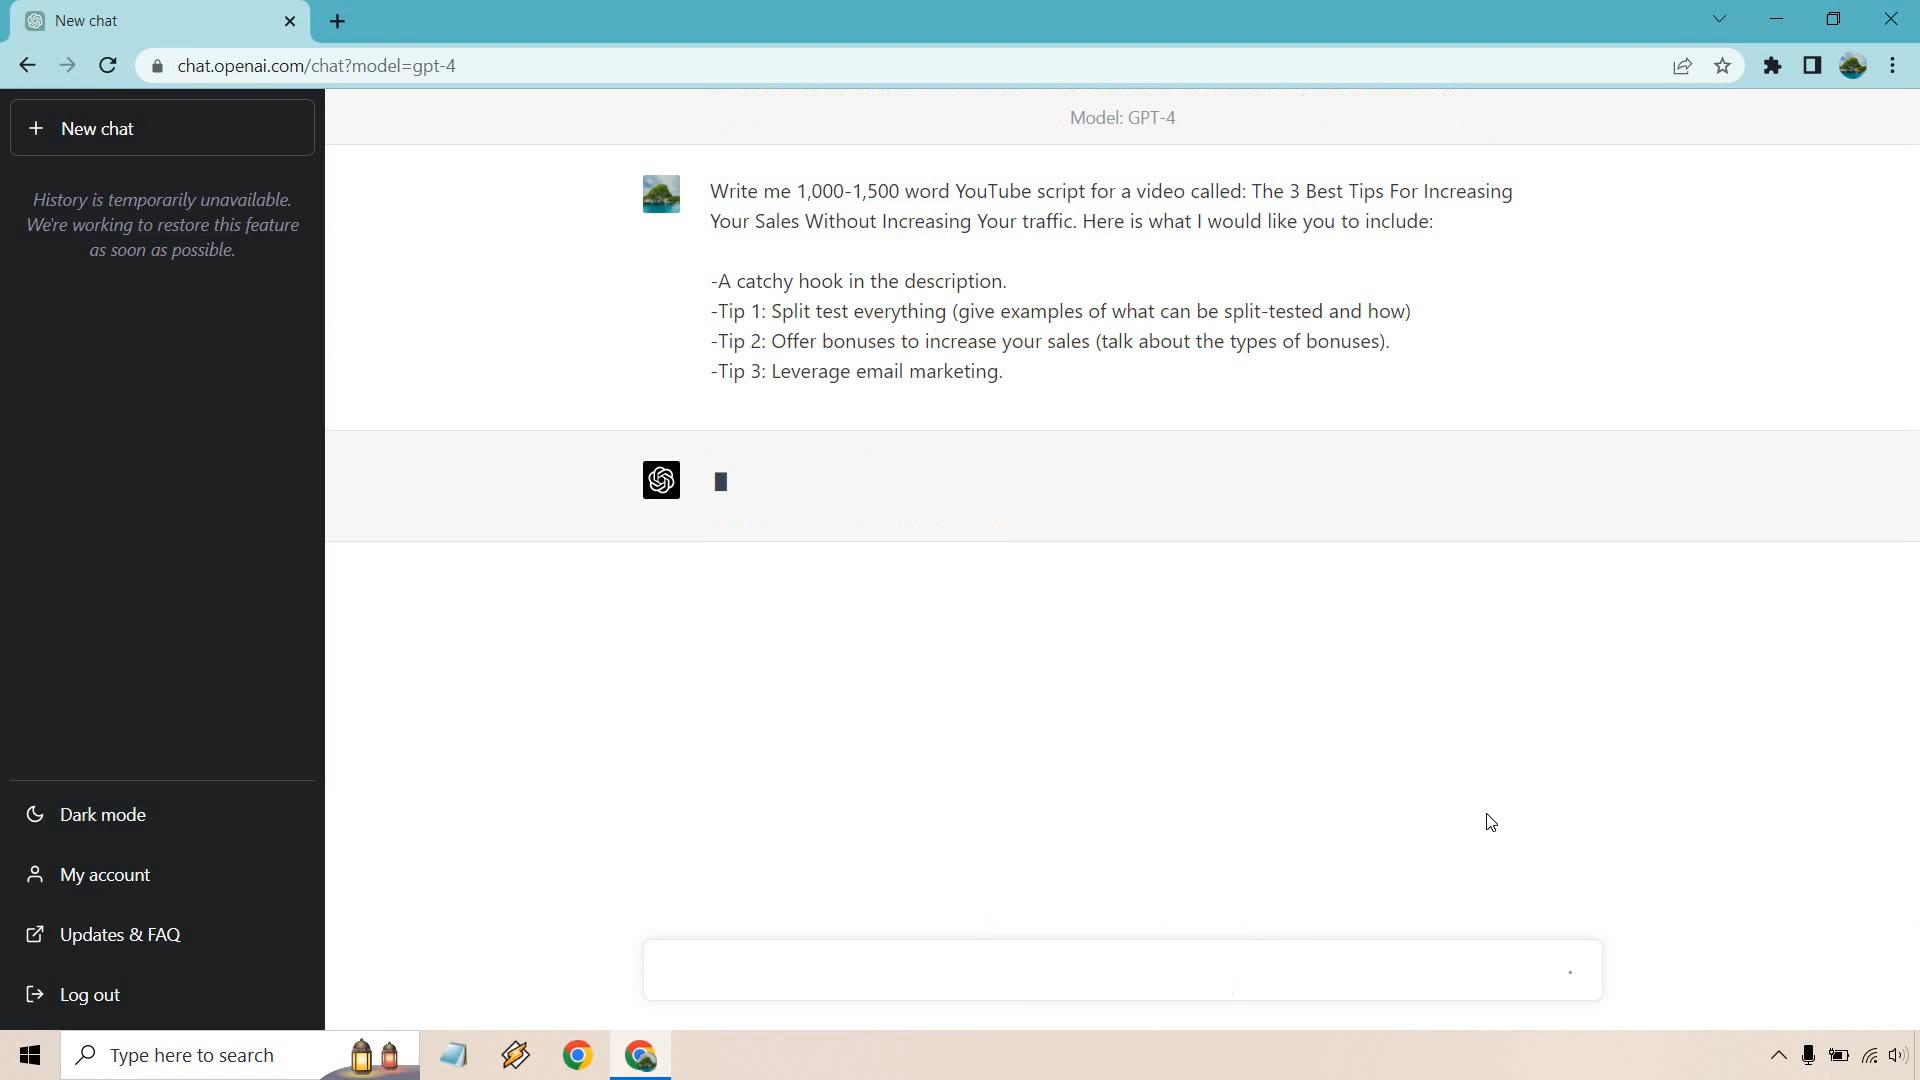 New chat
chat.openai.com/chat?model=gpt-4
New chat
History is temporarily unavailable.
We're working to restore this feature
as soon as possible.
Dark mode
My account
Updates & FAQ
Log out
Model: GPT-4
Write me 1,000-1,500 word YouTube script for a video called: The 3 Best Tips For Increasing
Your Sales Without Increasing Your traffic. Here is what I would like you to include:
-A catchy hook in the description.
-Tip 1: Split test everything (give examples of what can be split-tested and how)
-Tip 2: Offer bonuses to increase your sales (talk about the types of bonuses).
-Tip 3: Leverage email marketing.
Type here to search